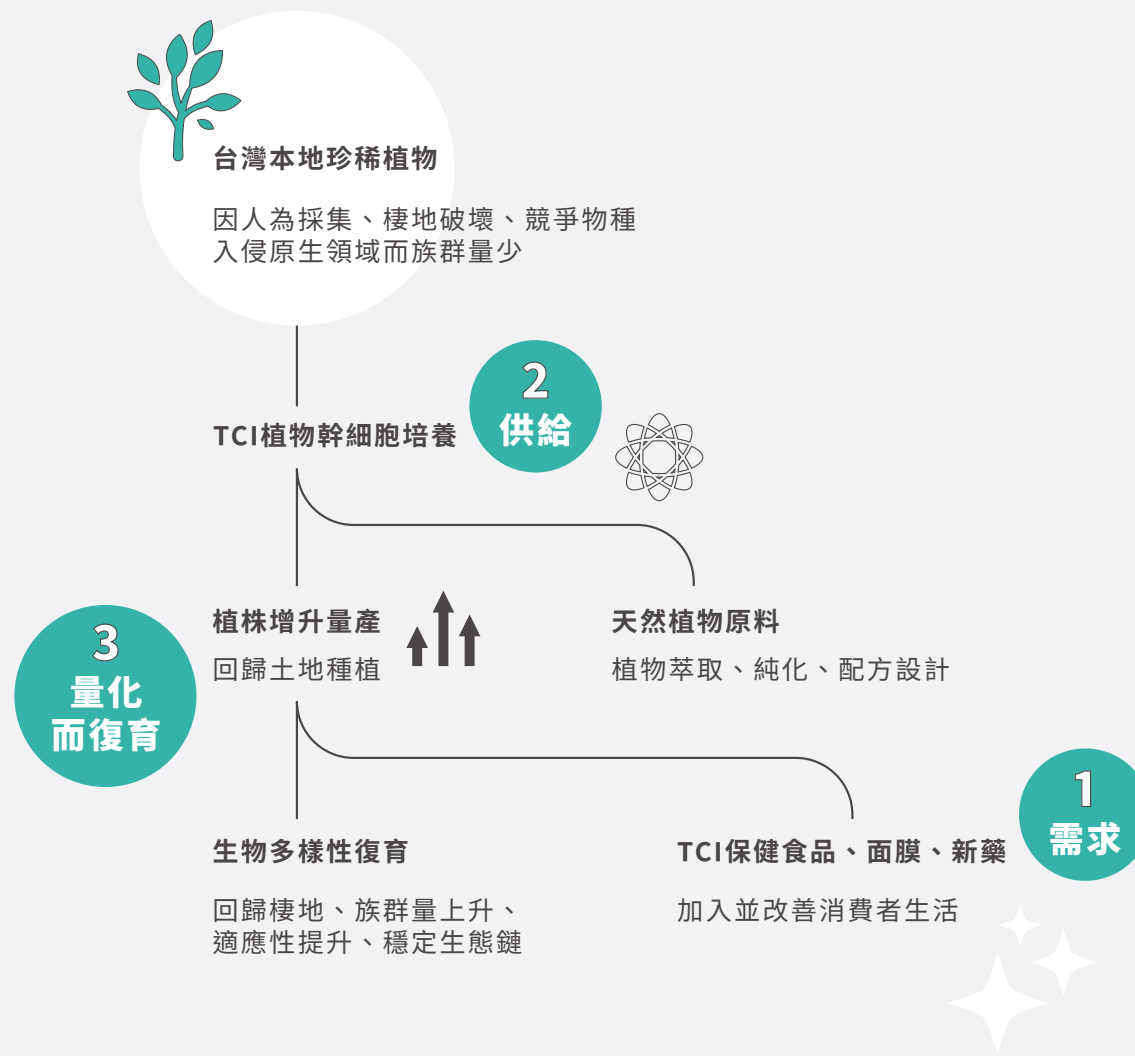 台灣本地珍稀植物
因人為採集、棲地破壞、競爭物種
入侵原生領域而族群量少
2
供給
TCI植物幹細胞培養
3
量化
而復育
植株增升量產
回歸土地種植
天然植物原料
植物萃取、純化、配方設計
1
需求
生物多樣性復育
回歸棲地、族群量上升、
適應性提升、穩定生態鏈
TCI保健食品、面膜、新藥
加入並改善消費者生活